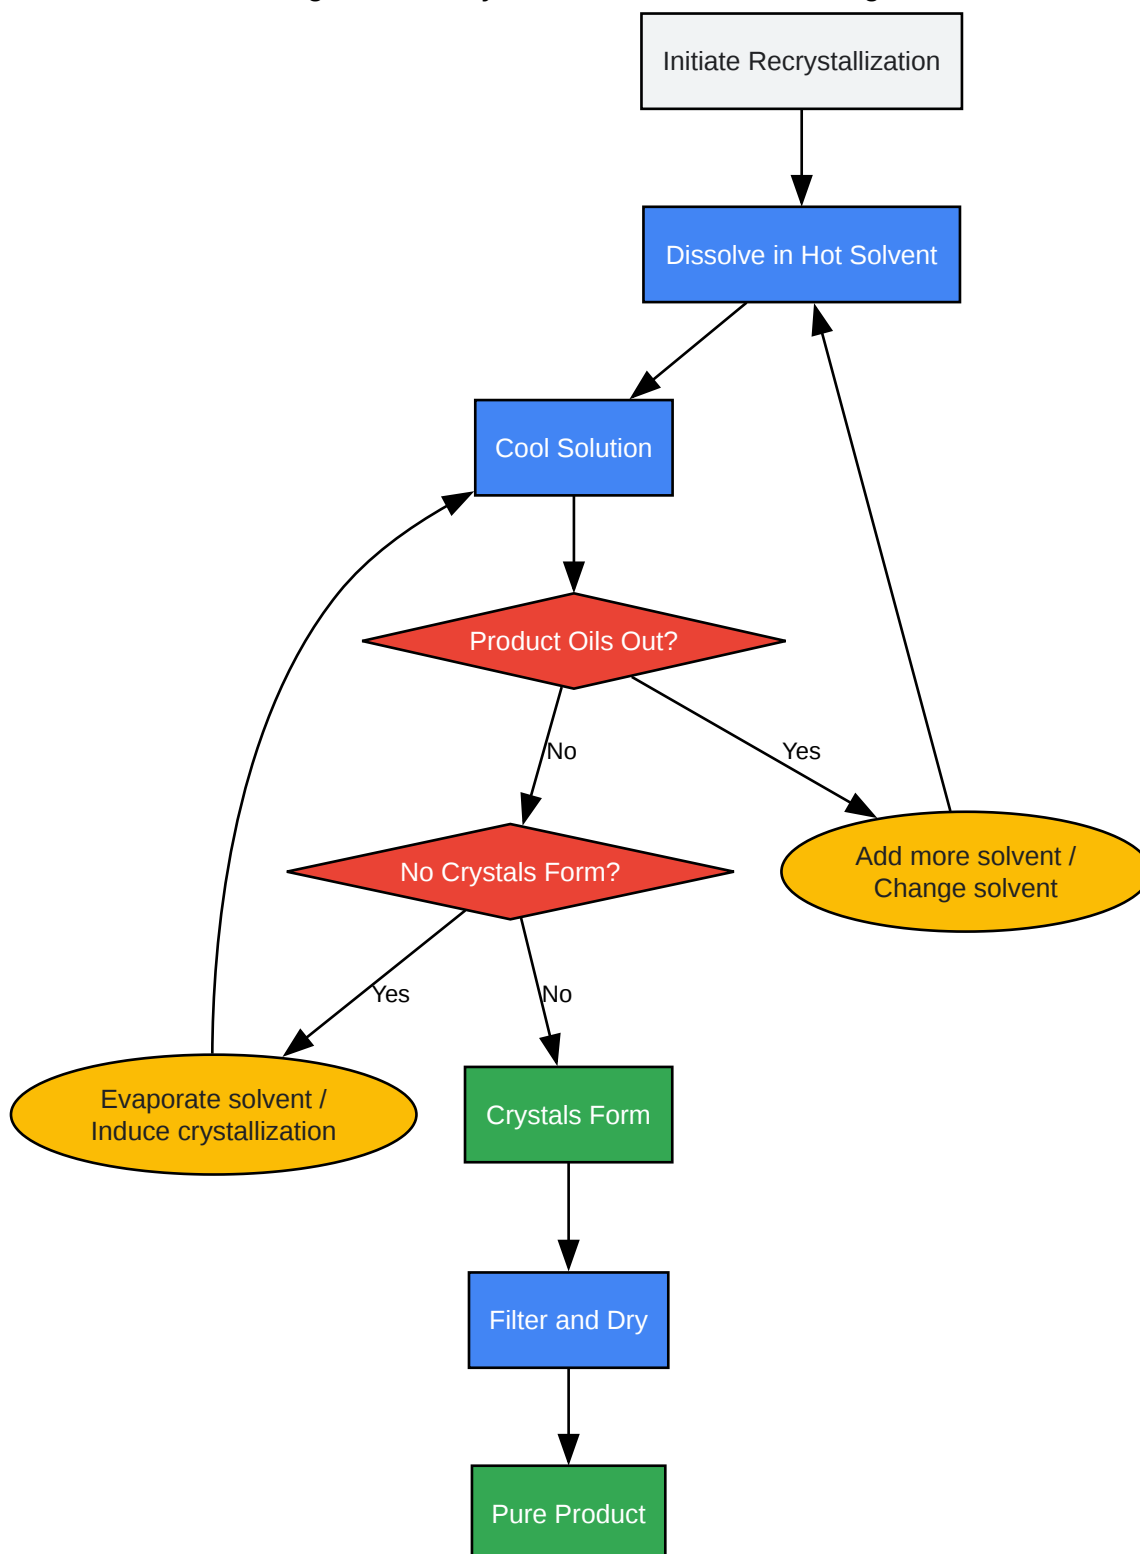 Initiate Recrystallization
Dissolve in Hot Solvent
Cool Solution
Product Oils Out?
No
Yes
No Crystals Form?
Add more solvent /
Change solvent
Yes
No
Evaporate solvent /
Induce crystallization
Crystals Form
Filter and Dry
Pure Product